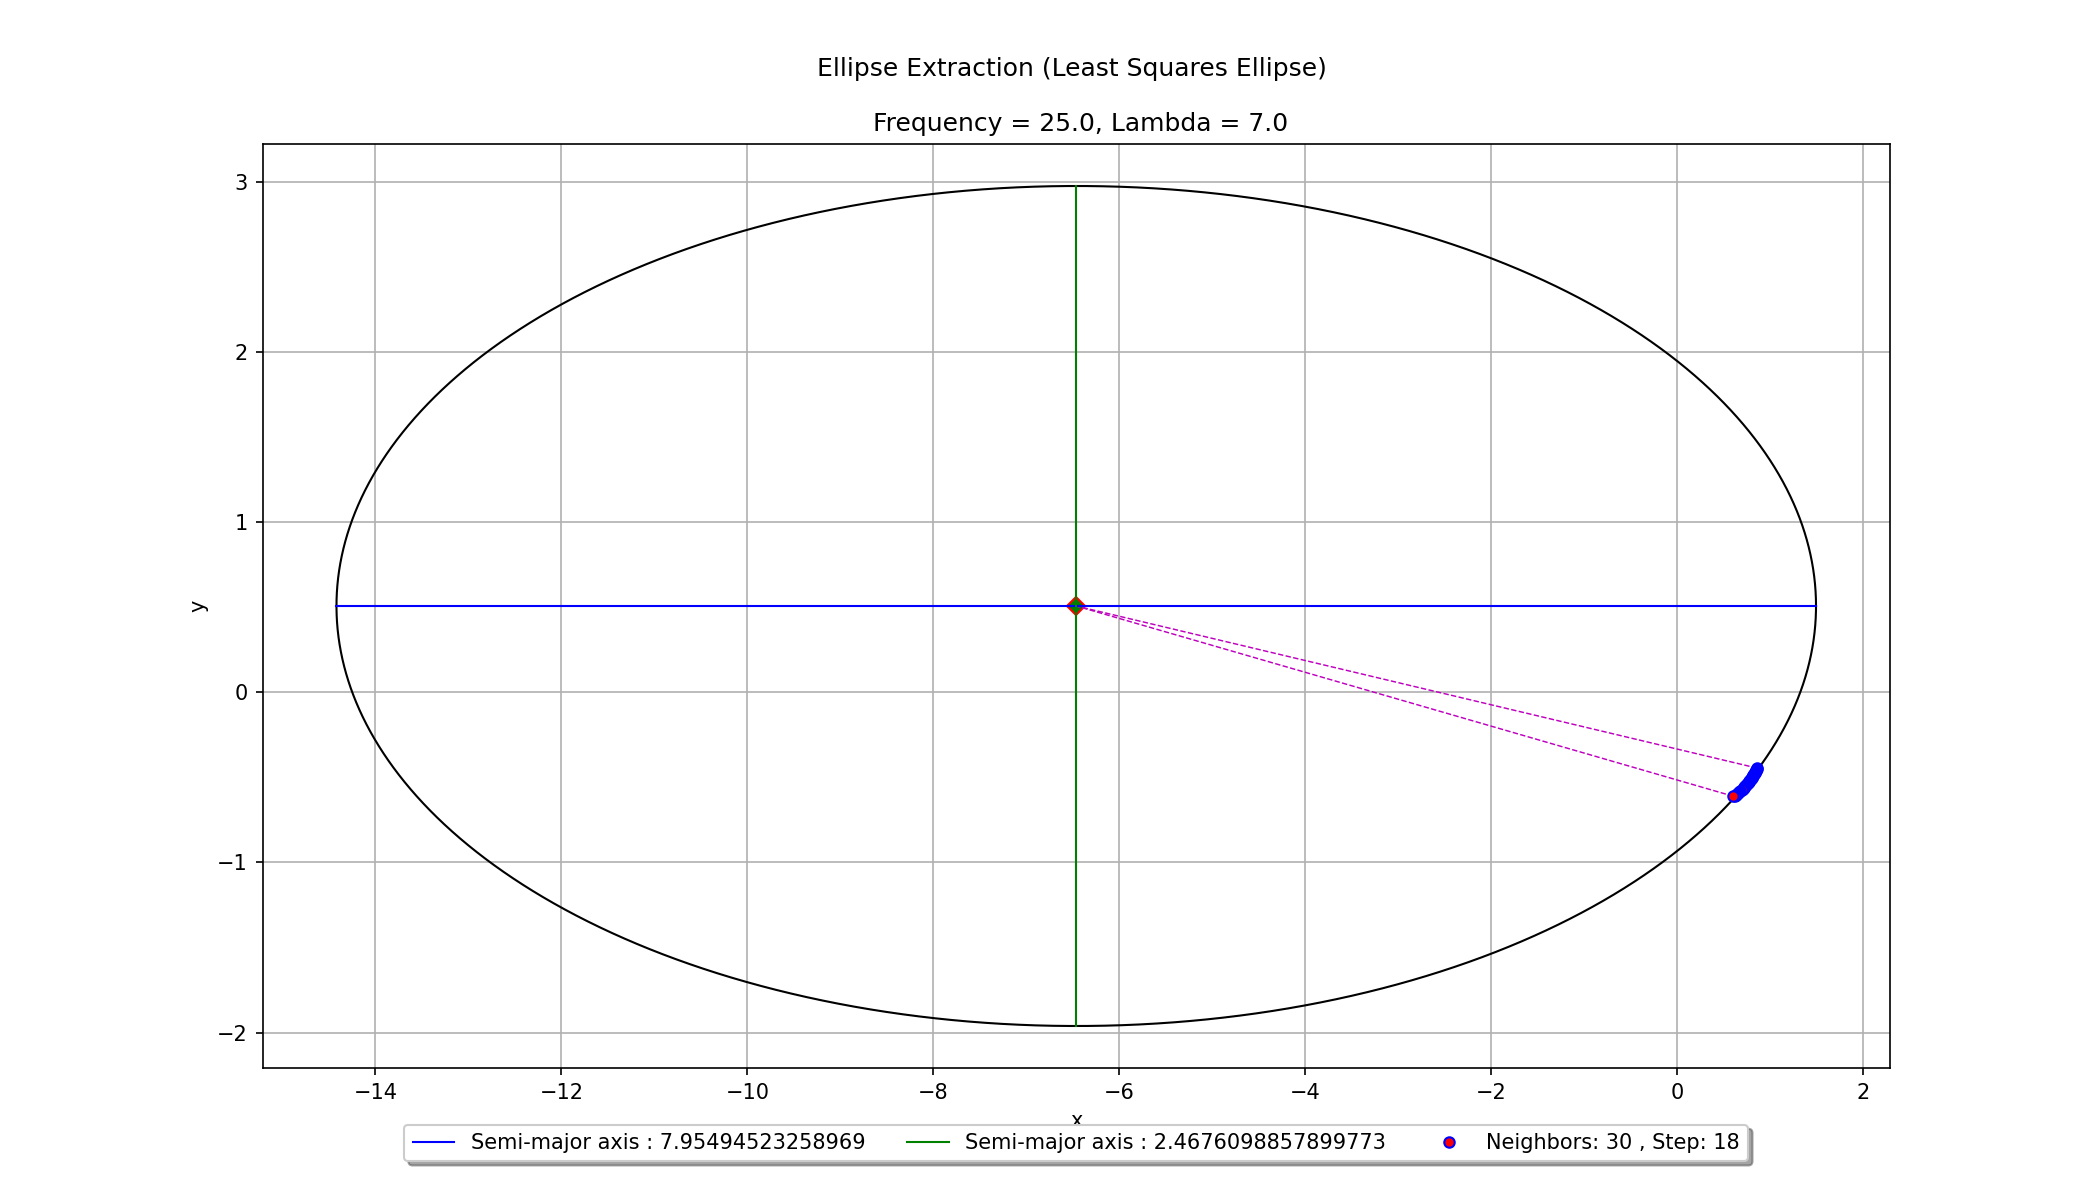 Ellipse Extraction (Least Squares Ellipse)
Frequency = 25.0, Lambda = 7.0
3
2
1
y
0
−1
−2
−14 −12 −10 −8 −6 −4 −2 0 2
x
Semi-major axis : 7.95494523258969 Semi-major axis : 2.4676098857899773 Neighbors: 30 , Step: 18